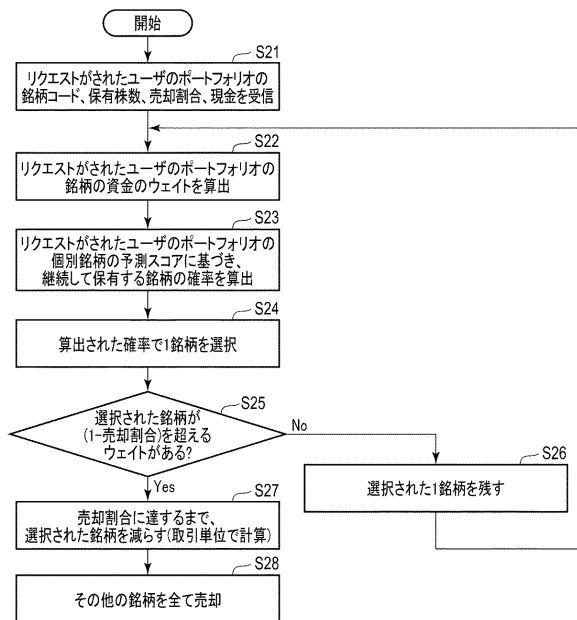 開始
S21
リクエストがされたユーザのポートフォリオの
銘柄コード、保有株数、売却割合、現金を受信
S22
リクエストがされたユーザのポートフォリオの
銘柄の資金のウェイトを算出
S23
リクエストがされたユーザのポートフォリオの
個別銘柄の予測スコアに基づき、
継続して保有する銘柄の確率を算出
S24
算出された確率で1銘柄を選択
S25
選択された銘柄が
(1-売却割合)を超える
ウェイトがある?
No
S26
選択された1銘柄を残す
Yes
S27
売却割合に達するまで、
選択された銘柄を減らす(取引単位で計算)
S28
その他の銘柄を全て売却